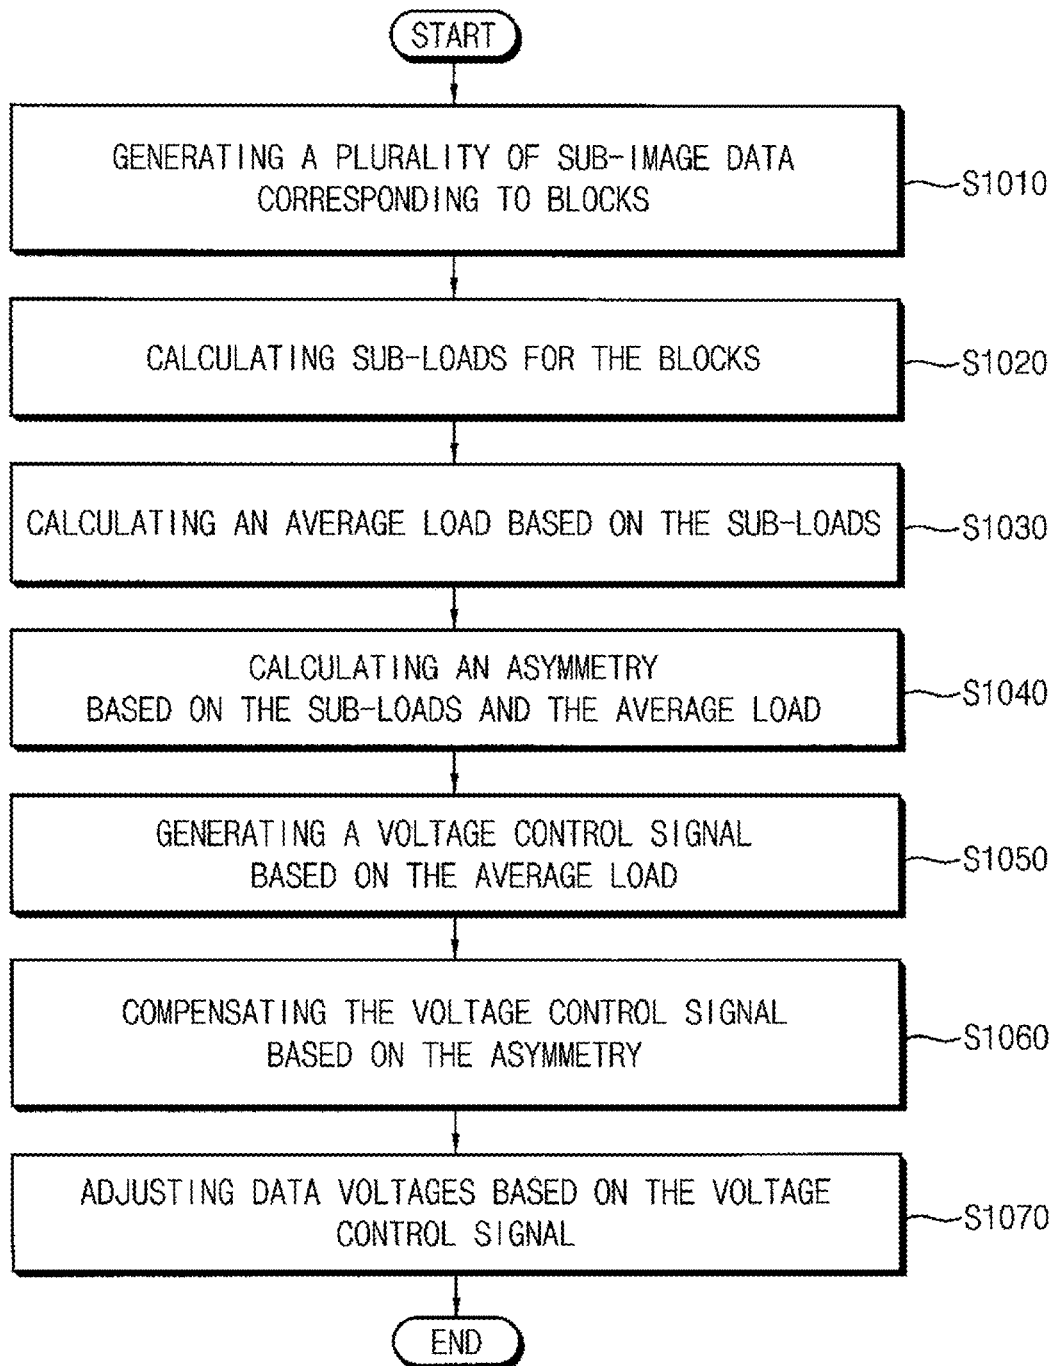 START
GENERATING A PLURALITY OF SUB-IMAGE DATA
CORRESPONDING TO BLOCKS
S1010
CALCULATING SUB-LOADS FOR THE BLOCKS
S1020
CALCULATING AN AVERAGE LOAD BASED ON THE SUB-LOADS
S1030
CALCULATING AN ASYMMETRY
BASED ON THE SUB-LOADS AND THE AVERAGE LOAD
S1040
GENERATING A VOLTAGE CONTROL SIGNAL
BASED ON THE AVERAGE LOAD
S1050
COMPENSATING THE VOLTAGE CONTROL SIGNAL
BASED ON THE ASYMMETRY
S1060
ADJUSTING DATA VOLTAGES BASED ON THE VOLTAGE
CONTROL SIGNAL
S1070
END